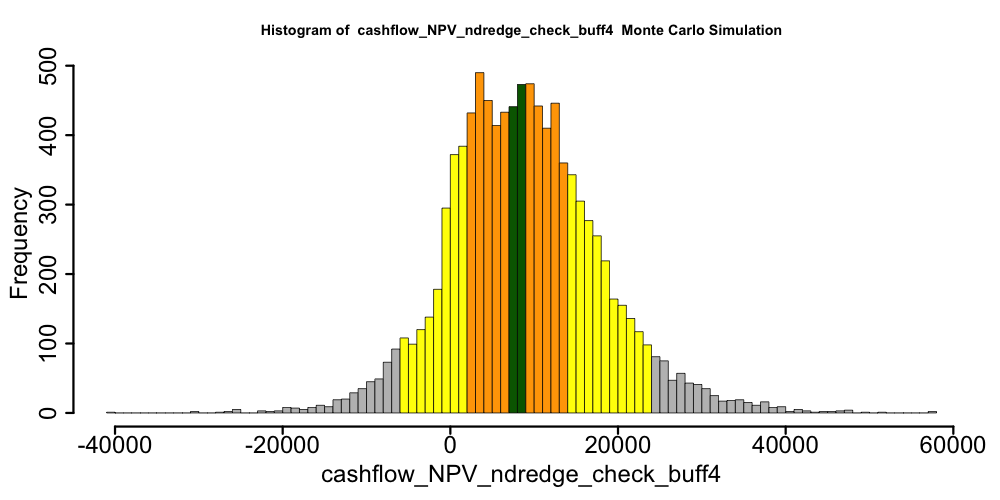 Histogram of  cashflow_NPV_ndredge_check_buff4  Monte Carlo Simulation
Frequency
500
400
300
200
100
0
-40000 -20000 0 20000 40000 60000
cashflow_NPV_ndredge_check_buff4